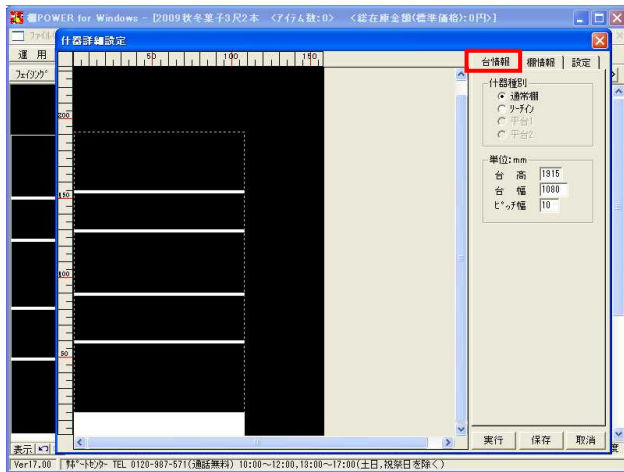 棚POWER for Windows - [2009秋冬菓子3尺2本 <アイテム数:0> <総在庫金額(標準価格):0円>]
什器詳細設定
運 用
フェイシング
50 100 150
200
150
100
50
台情報 棚情報 設定
什器種別
通常棚
リーチイン
平台1
平台2
単位:mm
台 高 1915
台 幅 1080
ピッチ幅 10
実行 保存 取消
表示
Ver17.00 サポートセンター TEL 0120-987-571(通話無料) 10:00~12:00,13:00~17:00(土日,祝祭日を除く)